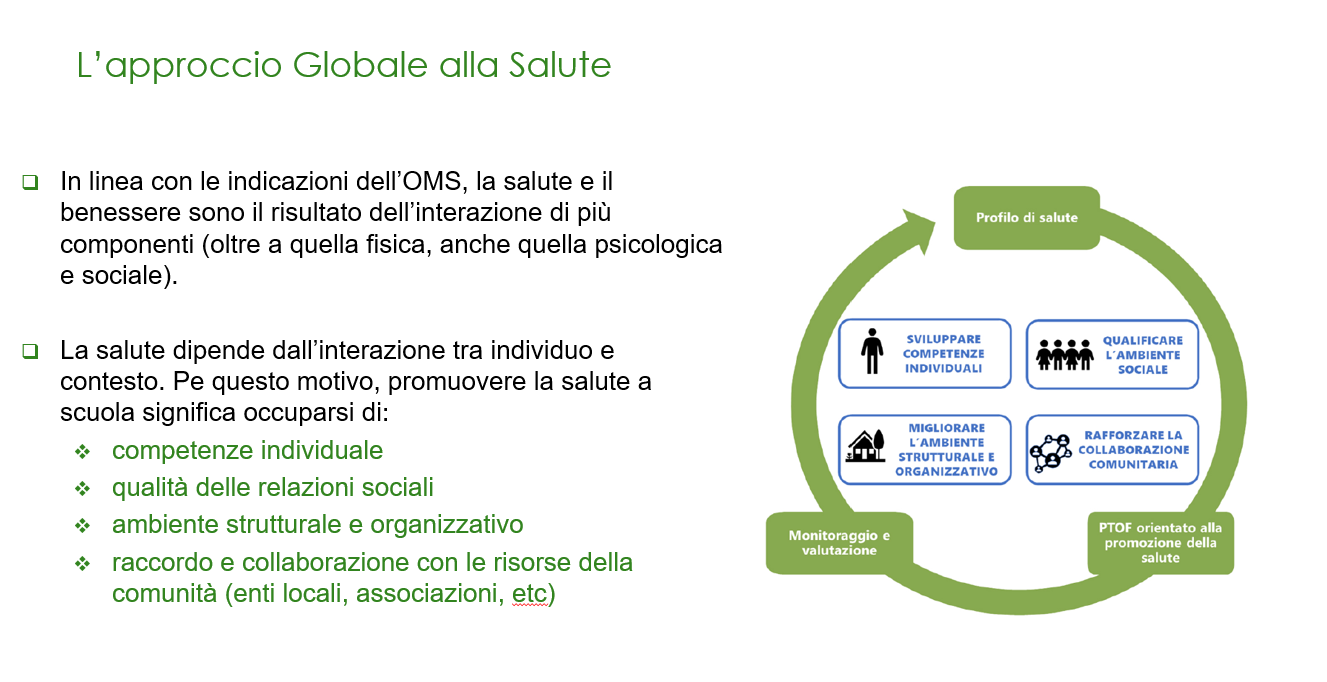 L’approccio Globale alla Salute
In linea con le indicazioni dell’OMS, la salute e il
benessere sono il risultato dell’interazione di più
componenti (oltre a quella fisica, anche quella psicologica
e sociale).
La salute dipende dall’interazione tra individuo e
contesto. Pe questo motivo, promuovere la salute a
scuola significa occuparsi di:
competenze individuale
qualità delle relazioni sociali
ambiente strutturale e organizzativo
raccordo e collaborazione con le risorse della
comunità (enti locali, associazioni, etc)
Profilo di salute
SVILUPPARE
COMPETENZE
INDIVIDUALI
QUALIFICARE
L´AMBIENTE
SOCIALE
MIGLIORARE
L´AMBIENTE
STRUTTURALE E
ORGANIZZATIVO
RAFFORZARE LA
COLLABORAZIONE
COMUNITARIA
Monitoraggio e
valutazione
PTOF orientato alla
promozione della
salute